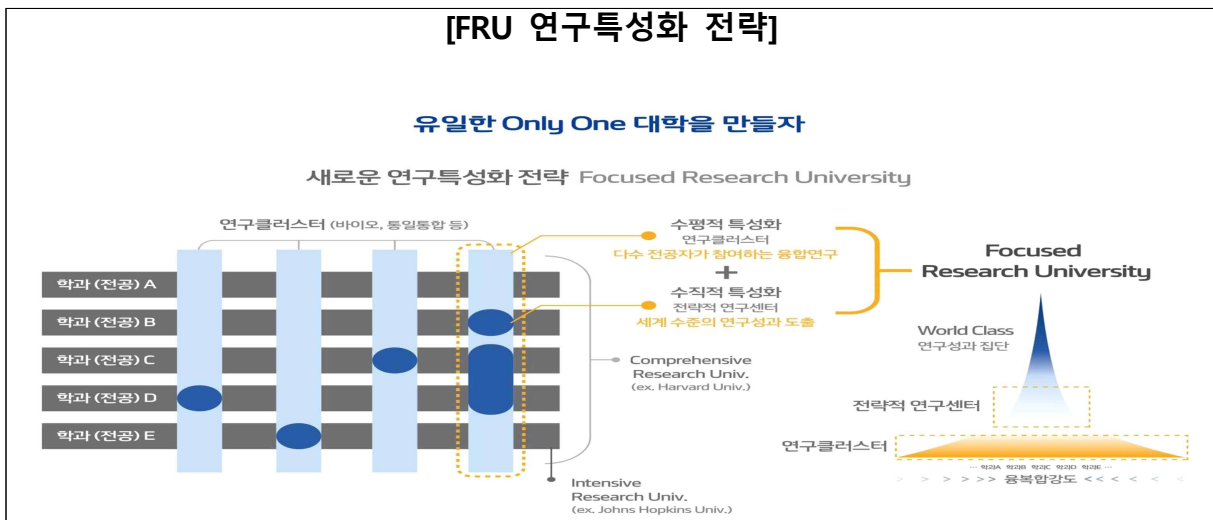 [FRU 연구특성화 전략]
유일한 Only One 대학을 만들자
새로운 연구특성화 전략 Focused Research University
연구클러스터 (바이오, 통일통합 등)
학과 (전공) A
학과 (전공) B
학과 (전공) C
학과 (전공) D
학과 (전공) E
수평적 특성화
연구클러스터
다수 전공자가 참여하는 융합연구
+
수직적 특성화
전략적 연구센터
세계 수준의 연구성과 도출
Comprehensive
Research Univ.
(ex. Harvard Univ.)
Intensive
Research Univ.
(ex. Johns Hopkins Univ.)
Focused
Research University
World Class
연구성과 집단
전략적 연구센터
연구클러스터
··· 학과A 학과B 학과C 학과D 학과E ···
> > > > >> 융복합강도 << < < < <